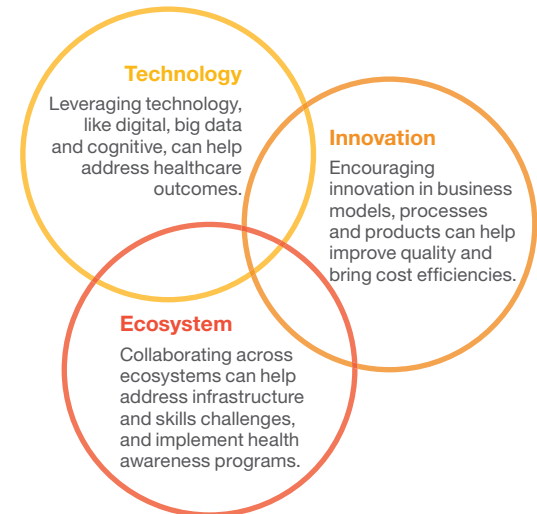 Technology
Leveraging technology,
like digital, big data
and cognitive, can help
address healthcare
outcomes.
Innovation
Encouraging
innovation in business
models, processes
and products can help
improve quality and
bring cost efficiencies.
Ecosystem
Collaborating across
ecosystems can help
address infrastructure
and skills challenges,
and implement health
awareness programs.